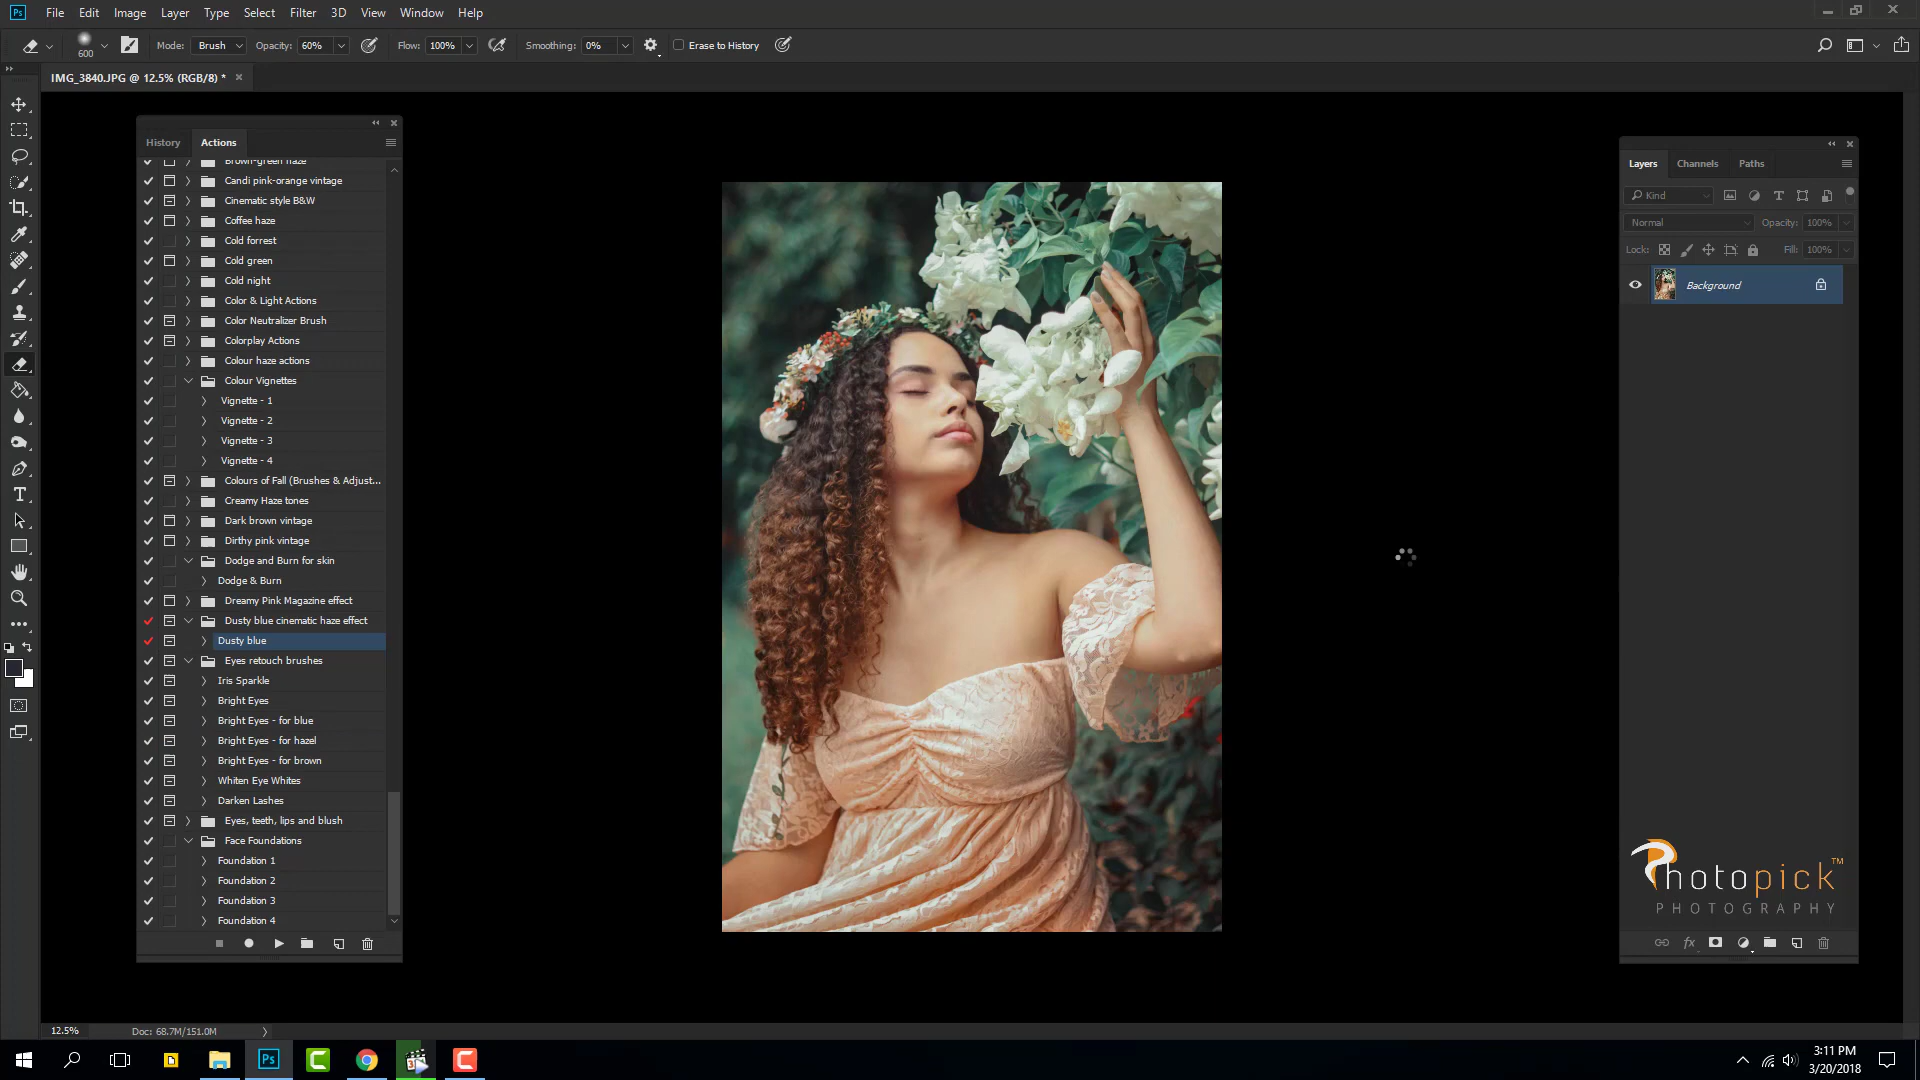 Ps File Edit Image Layer Type Select Filter 3D View Window Help
600 Mode: Brush Opacity: 60% Flow: 100% Smoothing: 0% Erase to History
IMG_3840.JPG @ 12.5% (RGB/8) *
History Actions
Brown-green haze
Candi pink-orange vintage
Cinematic style B&W
Coffee haze
Cold forrest
Cold green
Cold night
Color & Light Actions
Color Neutralizer Brush
Colorplay Actions
Colour haze actions
Colour Vignettes
Vignette - 1
Vignette - 2
Vignette - 3
Vignette - 4
Colours of Fall (Brushes & Adjust...
Creamy Haze tones
Dark brown vintage
Dirthy pink vintage
Dodge and Burn for skin
Dodge & Burn
Dreamy Pink Magazine effect
Dusty blue cinematic haze effect
Dusty blue
Eyes retouch brushes
Iris Sparkle
Bright Eyes
Bright Eyes - for blue
Bright Eyes - for hazel
Bright Eyes - for brown
Whiten Eye Whites
Darken Lashes
Eyes, teeth, lips and blush
Face Foundations
Foundation 1
Foundation 2
Foundation 3
Foundation 4
Layers Channels Paths
Kind
Normal Opacity: 100%
Lock: Fill: 100%
Background
Photopick™
PHOTOGRAPHY
fx
12.5% Doc: 68.7M/151.0M
Ps
3:11 PM
3/20/2018